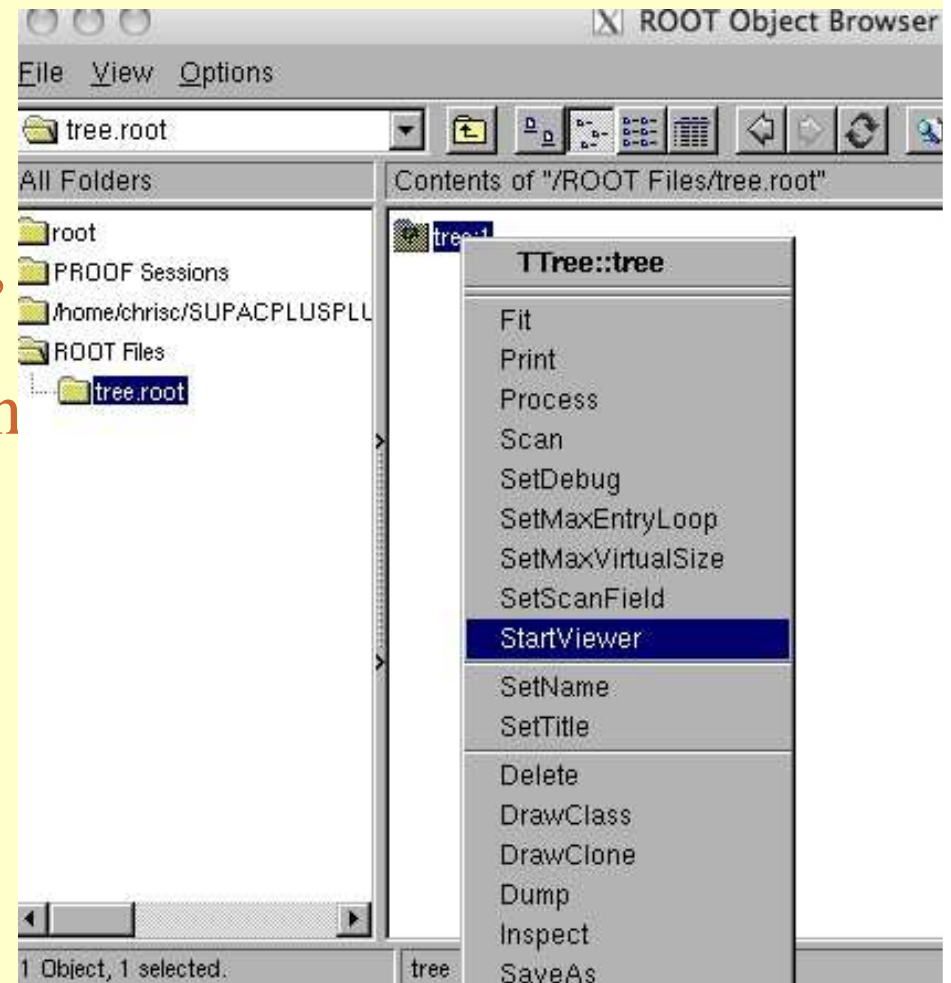 ROOT Object Browser
File View Options
tree.root
All Folders
Contents of "/ROOT Files/tree.root"
root
PROOF Sessions
/home/chrisc/SUPACPLUSPLU
ROOT Files
tree.root
tree;1
TTree::tree
Fit
Print
Process
Scan
SetDebug
SetMaxEntryLoop
SetMaxVirtualSize
SetScanField
StartViewer
SetName
SetTitle
Delete
DrawClass
DrawClone
Dump
Inspect
SaveAs
1 Object, 1 selected.
tree